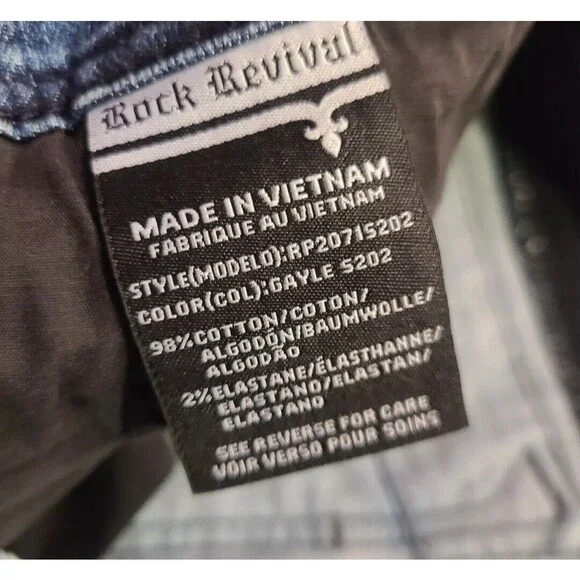 Rock Revival
MADE IN VIETNAM
FABRIQUE AU VIETNAM
STYLE(MODELO):RP2071S202
COLOR(COL):GAYLE S202
98%COTTON/COTON/
ALGODÓN/BAUMWOLLE/
ALGODÃO
2%ELASTANE/ÉLASTHANNE/
ELASTANO/ELASTAN/
ELASTANO
SEE REVERSE FOR CARE
VOIR VERSO POUR SOINS